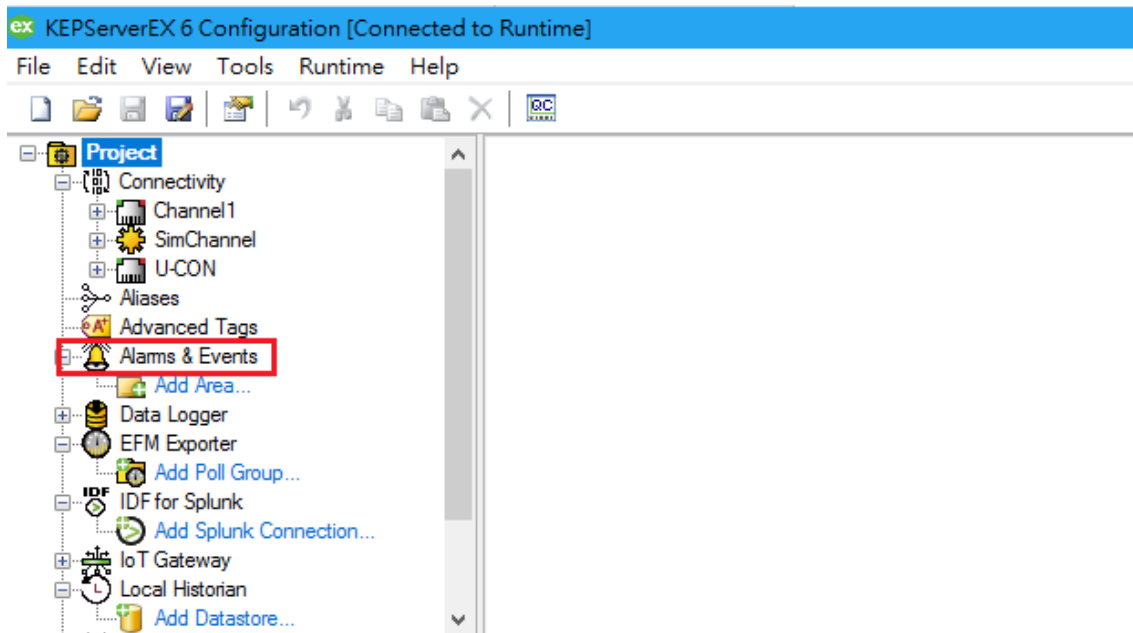 ex KEPServerEX 6 Configuration [Connected to Runtime]
File Edit View Tools Runtime Help
QC
Project
Connectivity
Channel1
SimChannel
U-CON
Aliases
A+ Advanced Tags
Alarms & Events
Add Area...
Data Logger
EFM Exporter
Add Poll Group...
IDF IDF for Splunk
Add Splunk Connection...
IoT Gateway
Local Historian
Add Datastore...